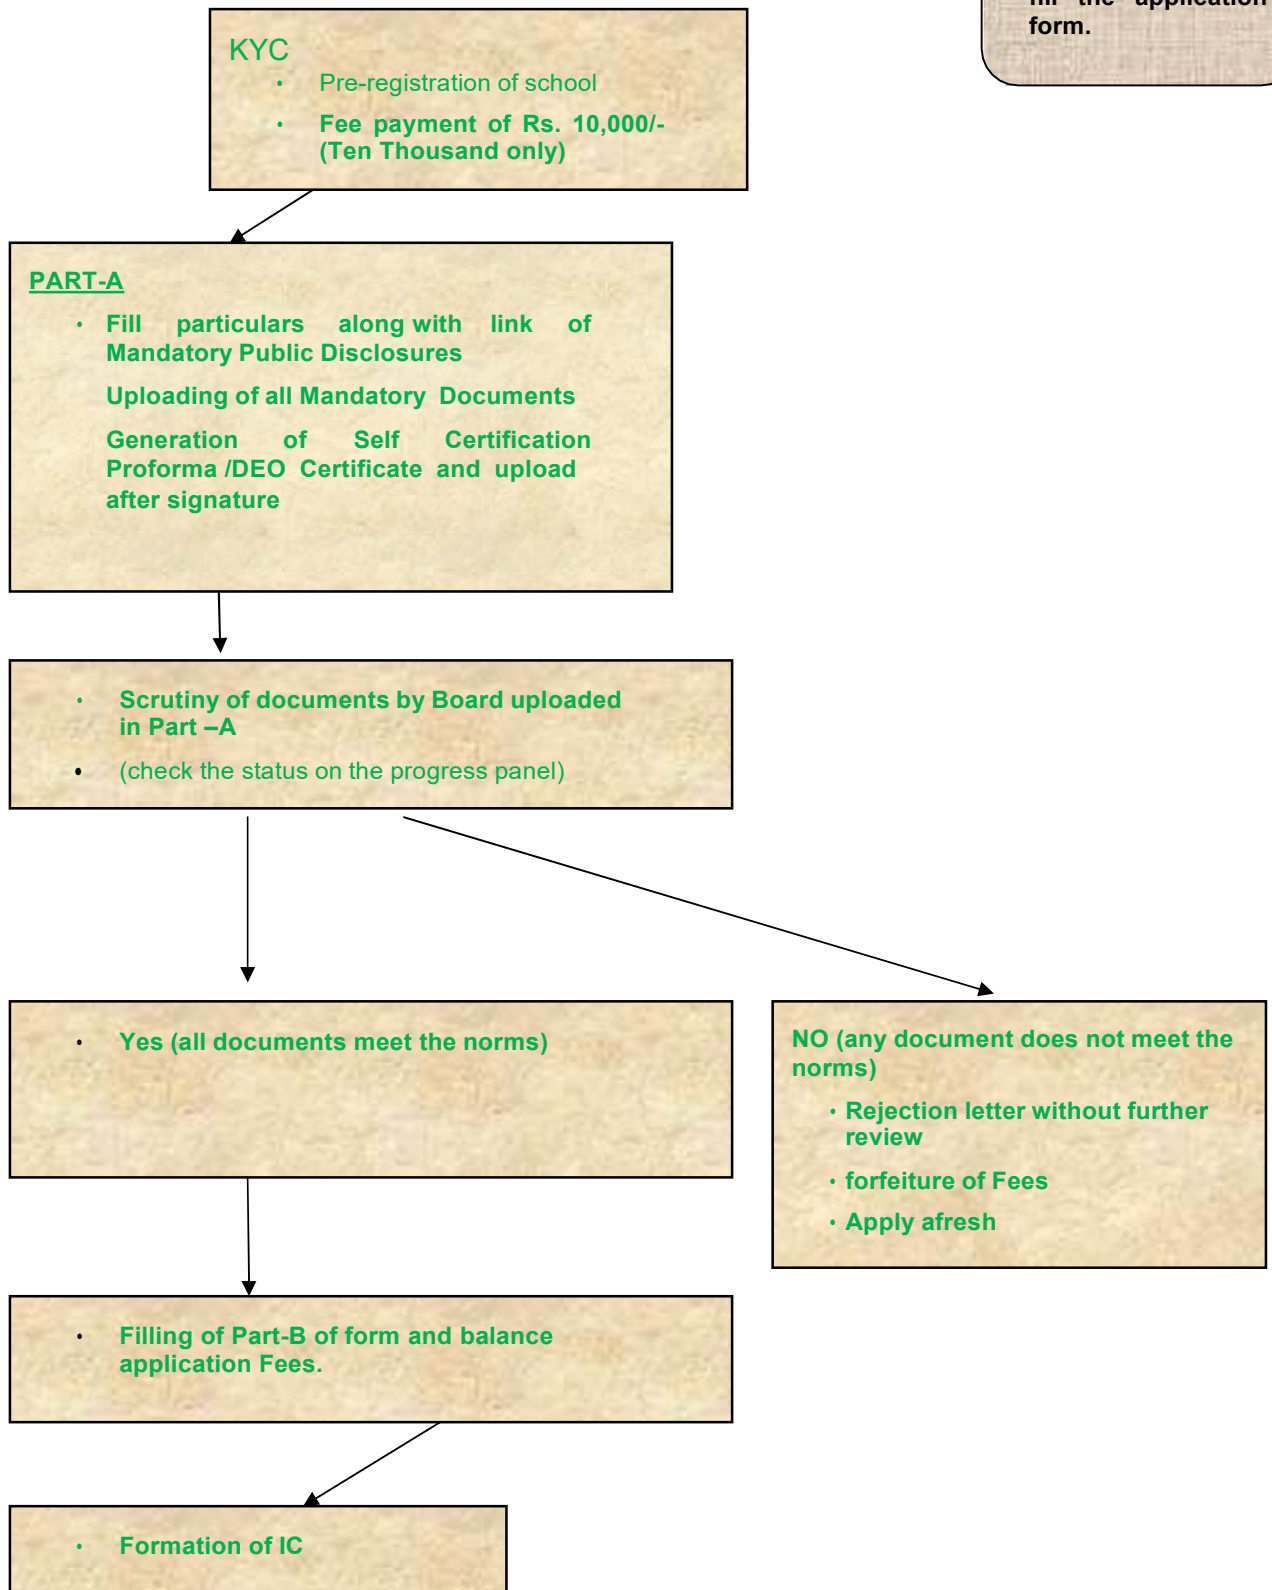 fill the application
form.
KYC
• Pre-registration of school
• Fee payment of Rs. 10,000/-
(Ten Thousand only)
PART-A
• Fill particulars along with link of
Mandatory Public Disclosures
Uploading of all Mandatory Documents
Generation of Self Certification
Proforma /DEO Certificate and upload
after signature
• Scrutiny of documents by Board uploaded
in Part –A
• (check the status on the progress panel)
• Yes (all documents meet the norms)
NO (any document does not meet the
norms)
• Rejection letter without further
review
• forfeiture of Fees
• Apply afresh
• Filling of Part-B of form and balance
application Fees.
• Formation of IC